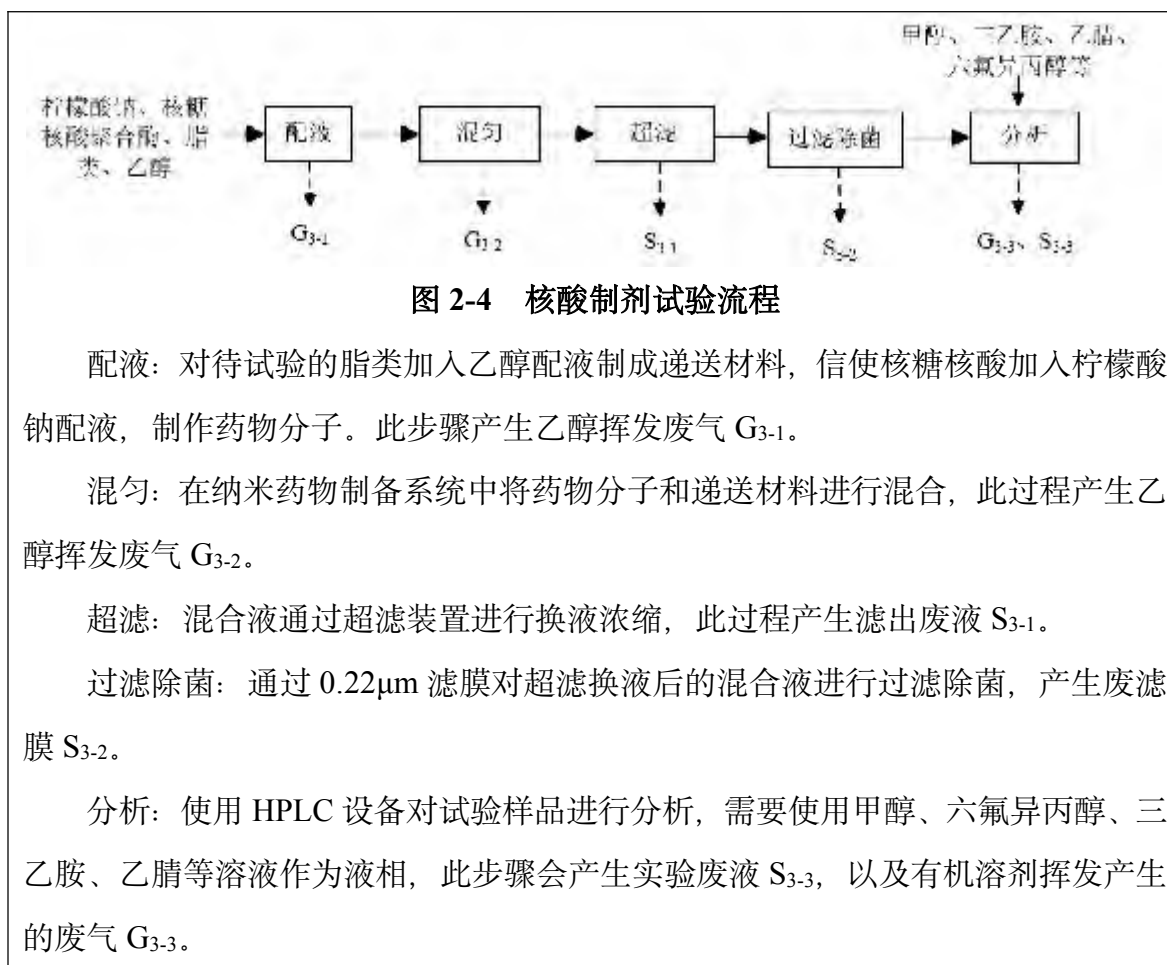 甲醇、三乙胺、乙腈、
六氟异丙醇等
柠檬酸钠、核糖
核酸聚合酶、脂
类、乙醇
配液
混匀
超滤
过滤除菌
分析
G3-1
G3-2
S3-1
S3-2
G3-3、S3-3
图 2-4 核酸制剂试验流程
配液：对待试验的脂类加入乙醇配液制成递送材料，信使核糖核酸加入柠檬酸
钠配液，制作药物分子。此步骤产生乙醇挥发废气 G3-1。
混匀：在纳米药物制备系统中将药物分子和递送材料进行混合，此过程产生乙
醇挥发废气 G3-2。
超滤：混合液通过超滤装置进行换液浓缩，此过程产生滤出废液 S3-1。
过滤除菌：通过 0.22μm 滤膜对超滤换液后的混合液进行过滤除菌，产生废滤
膜 S3-2。
分析：使用 HPLC 设备对试验样品进行分析，需要使用甲醇、六氟异丙醇、三
乙胺、乙腈等溶液作为液相，此步骤会产生实验废液 S3-3，以及有机溶剂挥发产生
的废气 G3-3。